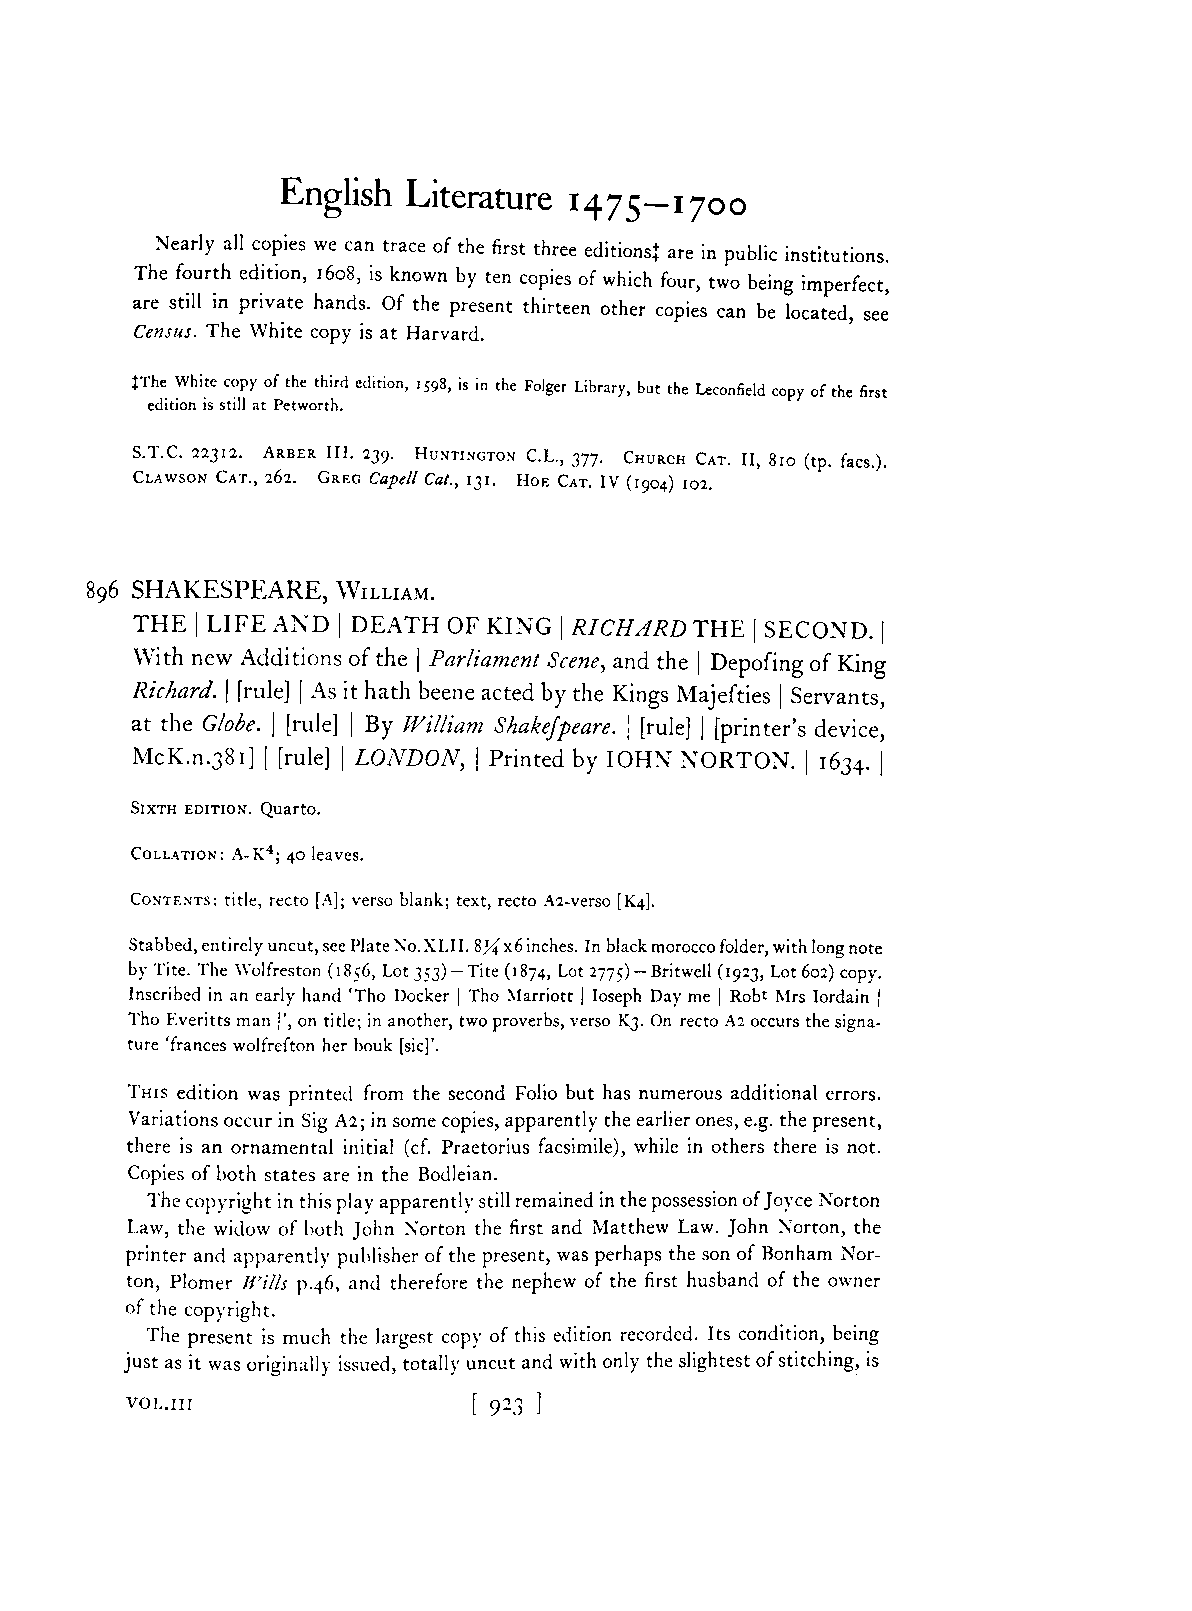 English Literature 1475—1700
Nearly all copies we can trace of the first three editions‡ are in public institutions.
The fourth edition, 1608, is known by ten copies of which four, two being imperfect,
are still in private hands. Of the present thirteen other copies can be located, see
Census. The White copy is at Harvard.
‡The White copy of the third edition, 1598, is in the Folger Library, but the Leconfield copy of the first
edition is still at Petworth.
S.T.C. 22312. ARBER III. 239. HUNTINGTON C.L., 377. CHURCH CAT. II, 810 (tp. facs.).
CLAWSON CAT., 262. GREG Capell Cat., 131. HOE CAT. IV (1904) 102.
896 SHAKESPEARE, WILLIAM.
THE | LIFE AND | DEATH OF KING | RICHARD THE | SECOND. |
With new Additions of the | Parliament Scene, and the | Depoſing of King
Richard. | [rule] | As it hath beene acted by the Kings Majeſties | Servants,
at the Globe. | [rule] | By William Shakeſpeare. | [rule] | [printer's device,
McK.n.381] | [rule] | LONDON, | Printed by IOHN NORTON. | 1634. |
SIXTH EDITION. Quarto.
COLLATION: A-K⁴; 40 leaves.
CONTENTS: title, recto [A]; verso blank; text, recto A2-verso [K4].
Stabbed, entirely uncut, see Plate No.XLII. 8¼ x 6 inches. In black morocco folder, with long note
by Tite. The Wolfreston (1856, Lot 353)—Tite (1874, Lot 2775)—Britwell (1923, Lot 602) copy.
Inscribed in an early hand 'Tho Docker | Tho Marriott | Ioseph Day me | Robᵗ Mrs Iordain |
Tho Everitts man |', on title; in another, two proverbs, verso K3. On recto A2 occurs the signa-
ture 'frances wolfreſton her bouk [sic]'.
THIS edition was printed from the second Folio but has numerous additional errors.
Variations occur in Sig A2; in some copies, apparently the earlier ones, e.g. the present,
there is an ornamental initial (cf. Praetorius facsimile), while in others there is not.
Copies of both states are in the Bodleian.
The copyright in this play apparently still remained in the possession of Joyce Norton
Law, the widow of both John Norton the first and Matthew Law. John Norton, the
printer and apparently publisher of the present, was perhaps the son of Bonham Nor-
ton, Plomer Wills p.46, and therefore the nephew of the first husband of the owner
of the copyright.
The present is much the largest copy of this edition recorded. Its condition, being
just as it was originally issued, totally uncut and with only the slightest of stitching, is
VOL.III [ 923 ]